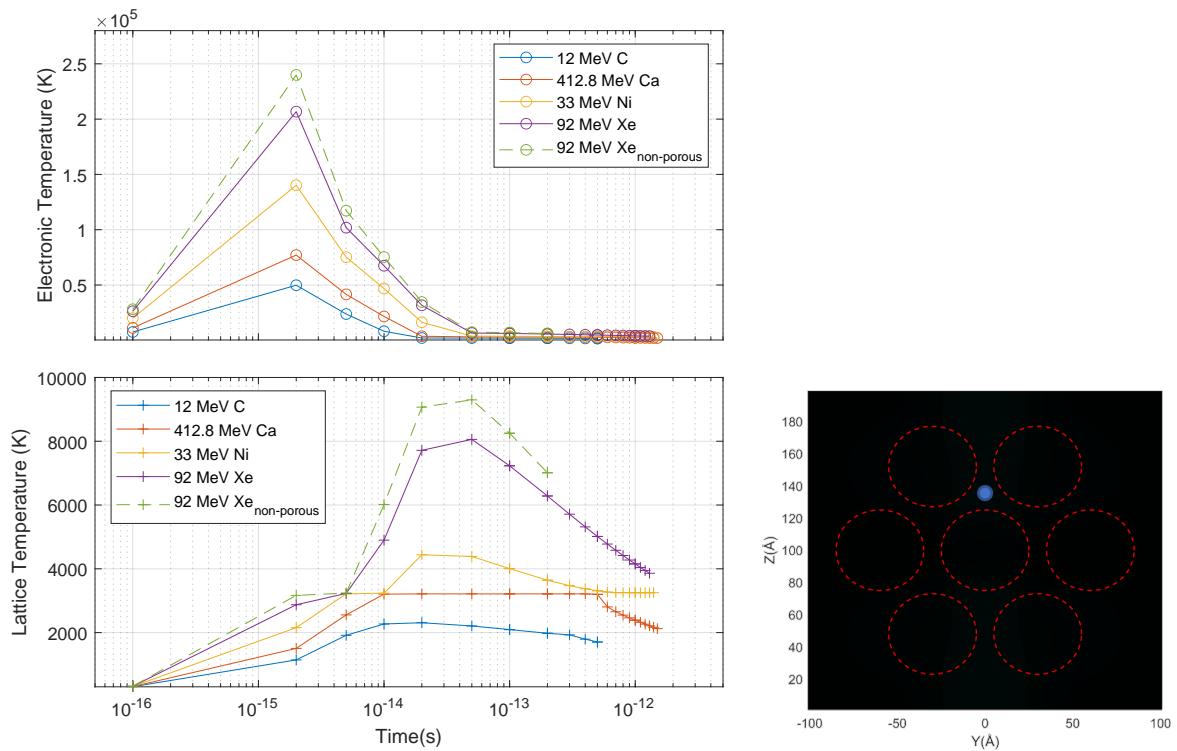 ×10⁵
2.5
2
1.5
1
0.5
Electronic Temperature (K)
12 MeV C
412.8 MeV Ca
33 MeV Ni
92 MeV Xe
92 MeV Xe non-porous
10000
8000
6000
4000
2000
Lattice Temperature (K)
12 MeV C
412.8 MeV Ca
33 MeV Ni
92 MeV Xe
92 MeV Xe non-porous
10⁻¹⁶ 10⁻¹⁵ 10⁻¹⁴ 10⁻¹³ 10⁻¹²
Time(s)
180
160
140
120
100
80
60
40
20
Z(Å)
-100 -50 0 50 100
Y(Å)